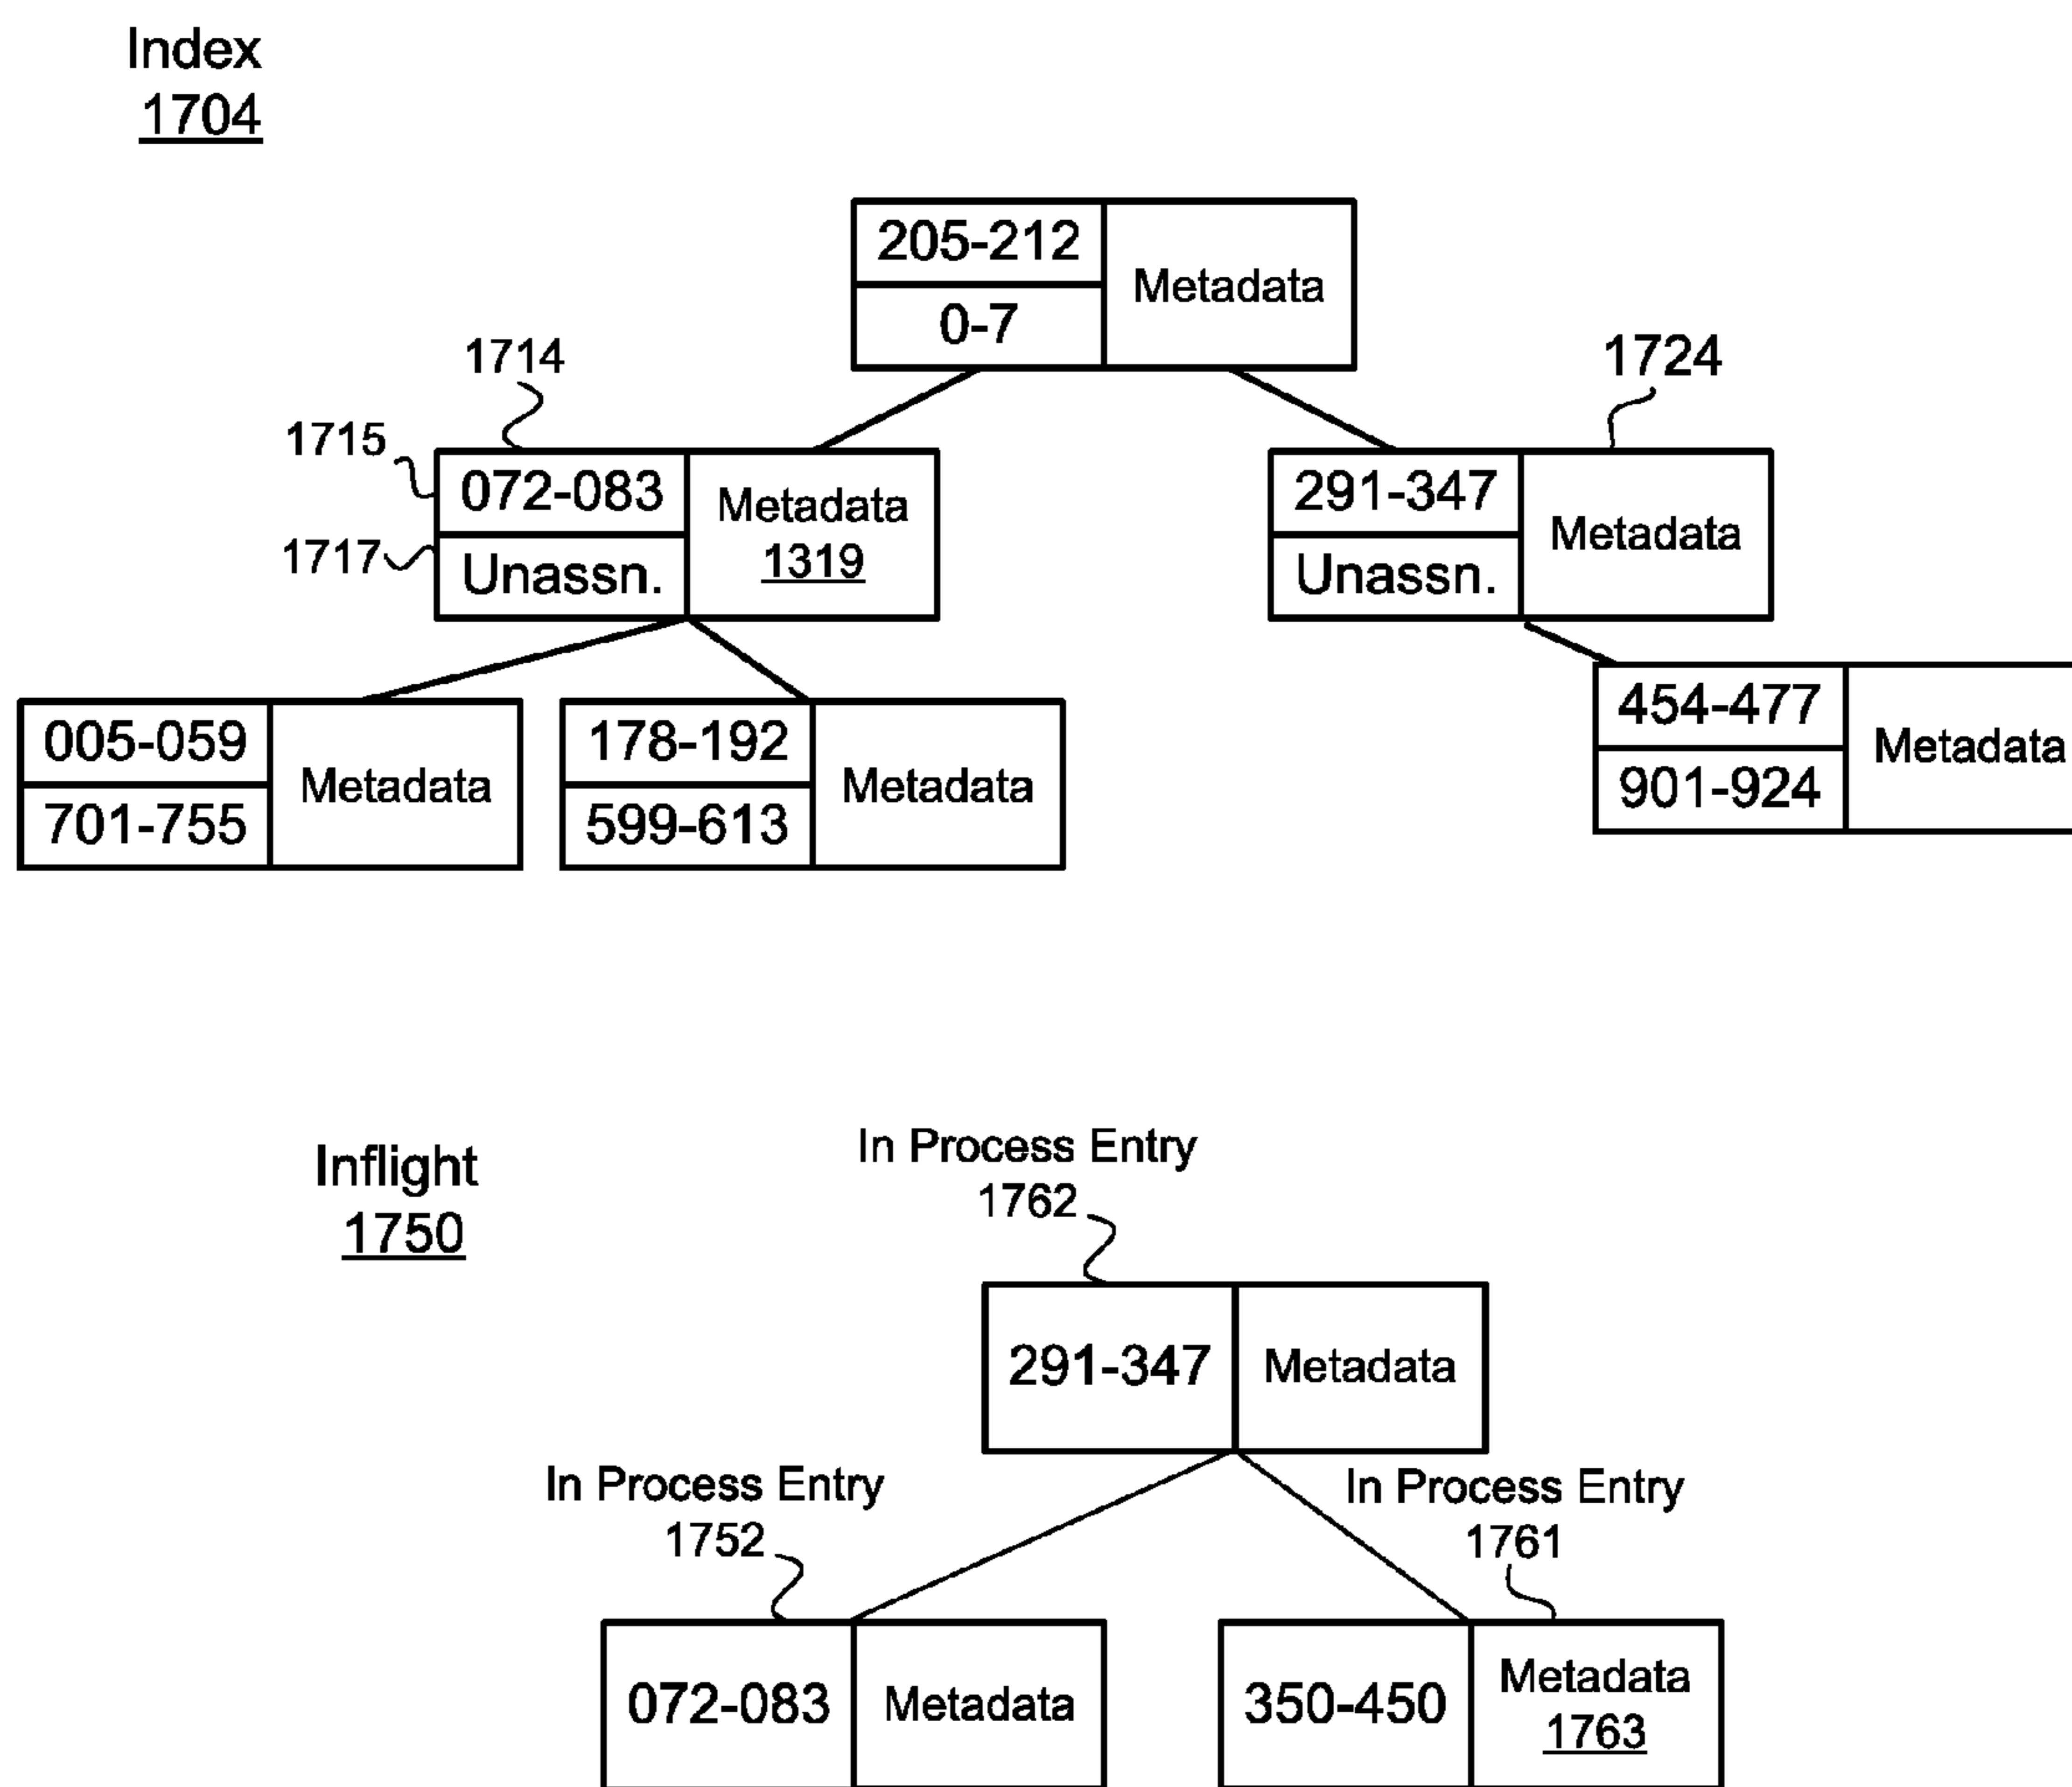 Index
1704
205-212
Metadata
0-7
1714
1724
1715
072-083
Metadata
1319
1717
Unassn.
291-347
Metadata
Unassn.
005-059
Metadata
701-755
178-192
Metadata
599-613
454-477
Metadata
901-924
Inflight
1750
In Process Entry
1762
291-347
Metadata
In Process Entry
1752
In Process Entry
1761
072-083
Metadata
350-450
Metadata
1763